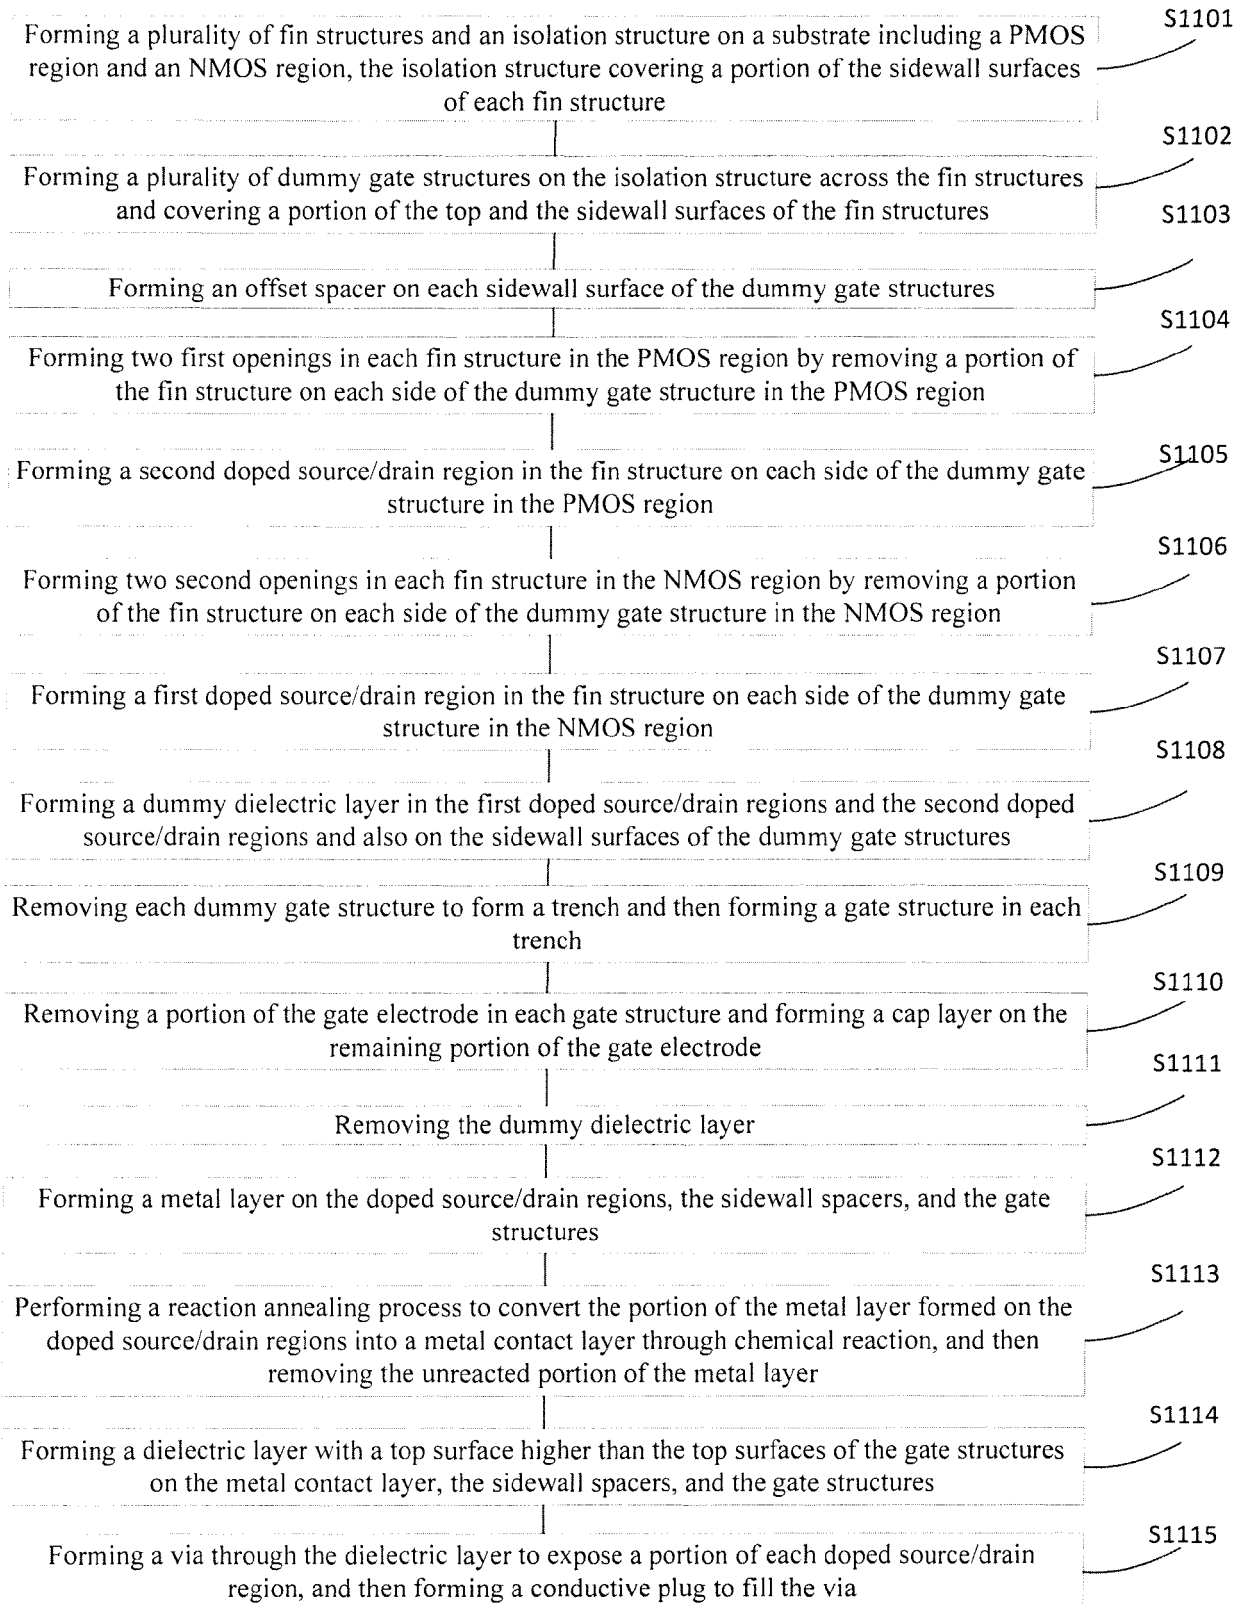 S1101
Forming a plurality of fin structures and an isolation structure on a substrate including a PMOS
region and an NMOS region, the isolation structure covering a portion of the sidewall surfaces
of each fin structure
S1102
Forming a plurality of dummy gate structures on the isolation structure across the fin structures
and covering a portion of the top and the sidewall surfaces of the fin structures
S1103
Forming an offset spacer on each sidewall surface of the dummy gate structures
S1104
Forming two first openings in each fin structure in the PMOS region by removing a portion of
the fin structure on each side of the dummy gate structure in the PMOS region
S1105
Forming a second doped source/drain region in the fin structure on each side of the dummy gate
structure in the PMOS region
S1106
Forming two second openings in each fin structure in the NMOS region by removing a portion
of the fin structure on each side of the dummy gate structure in the NMOS region
S1107
Forming a first doped source/drain region in the fin structure on each side of the dummy gate
structure in the NMOS region
S1108
Forming a dummy dielectric layer in the first doped source/drain regions and the second doped
source/drain regions and also on the sidewall surfaces of the dummy gate structures
S1109
Removing each dummy gate structure to form a trench and then forming a gate structure in each
trench
S1110
Removing a portion of the gate electrode in each gate structure and forming a cap layer on the
remaining portion of the gate electrode
S1111
Removing the dummy dielectric layer
S1112
Forming a metal layer on the doped source/drain regions, the sidewall spacers, and the gate
structures
S1113
Performing a reaction annealing process to convert the portion of the metal layer formed on the
doped source/drain regions into a metal contact layer through chemical reaction, and then
removing the unreacted portion of the metal layer
S1114
Forming a dielectric layer with a top surface higher than the top surfaces of the gate structures
on the metal contact layer, the sidewall spacers, and the gate structures
S1115
Forming a via through the dielectric layer to expose a portion of each doped source/drain
region, and then forming a conductive plug to fill the via